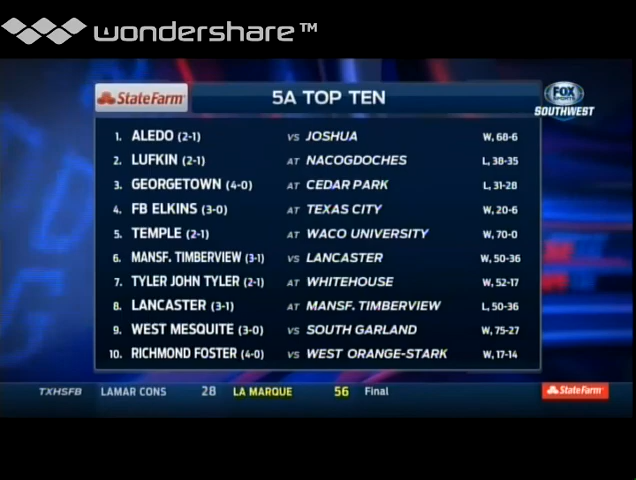 wondershare™
StateFarm™
5A TOP TEN
FOX
SPORTS
SOUTHWEST
1. ALEDO (2-1) VS JOSHUA W, 68-6
2. LUFKIN (2-1) AT NACOGDOCHES L, 38-35
3. GEORGETOWN (4-0) AT CEDAR PARK L, 31-28
4. FB ELKINS (3-0) AT TEXAS CITY W, 20-6
5. TEMPLE (2-1) AT WACO UNIVERSITY W, 70-0
6. MANSF. TIMBERVIEW (3-1) VS LANCASTER W, 50-36
7. TYLER JOHN TYLER (2-1) AT WHITEHOUSE W, 52-17
8. LANCASTER (3-1) AT MANSF. TIMBERVIEW L, 50-36
9. WEST MESQUITE (3-0) VS SOUTH GARLAND W, 75-27
10. RICHMOND FOSTER (4-0) VS WEST ORANGE-STARK W, 17-14
TXHSFB LAMAR CONS 28 LA MARQUE 56 Final StateFarm